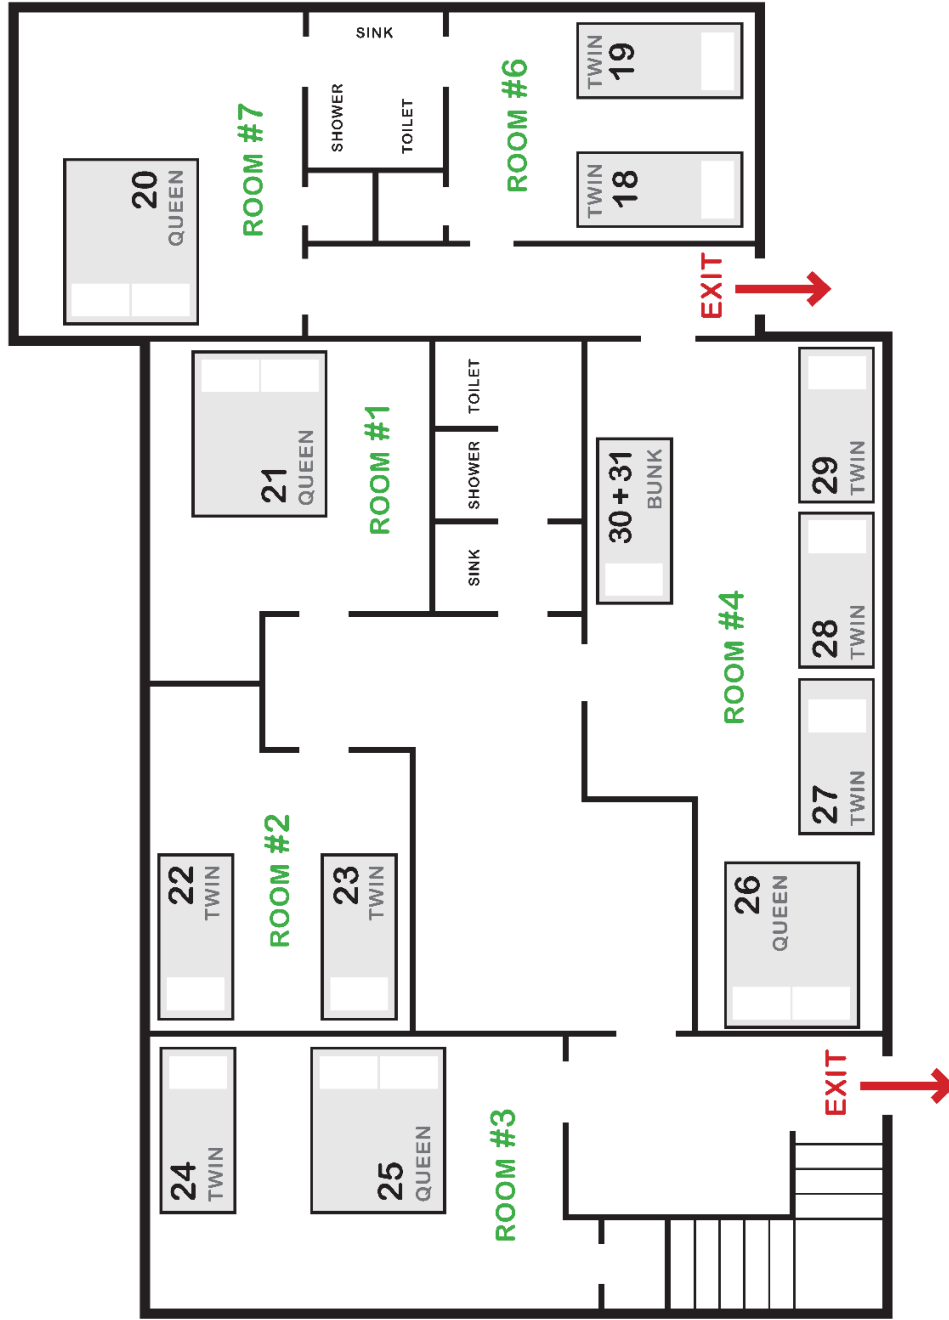 SINK
SHOWER
TOILET
ROOM #7
20
QUEEN
ROOM #6
TWIN
19
TWIN
18
EXIT
21
QUEEN
ROOM #1
TOILET
SHOWER
SINK
30 + 31
BUNK
ROOM #4
29
TWIN
28
TWIN
27
TWIN
26
QUEEN
ROOM #2
22
TWIN
23
TWIN
24
TWIN
25
QUEEN
ROOM #3
EXIT